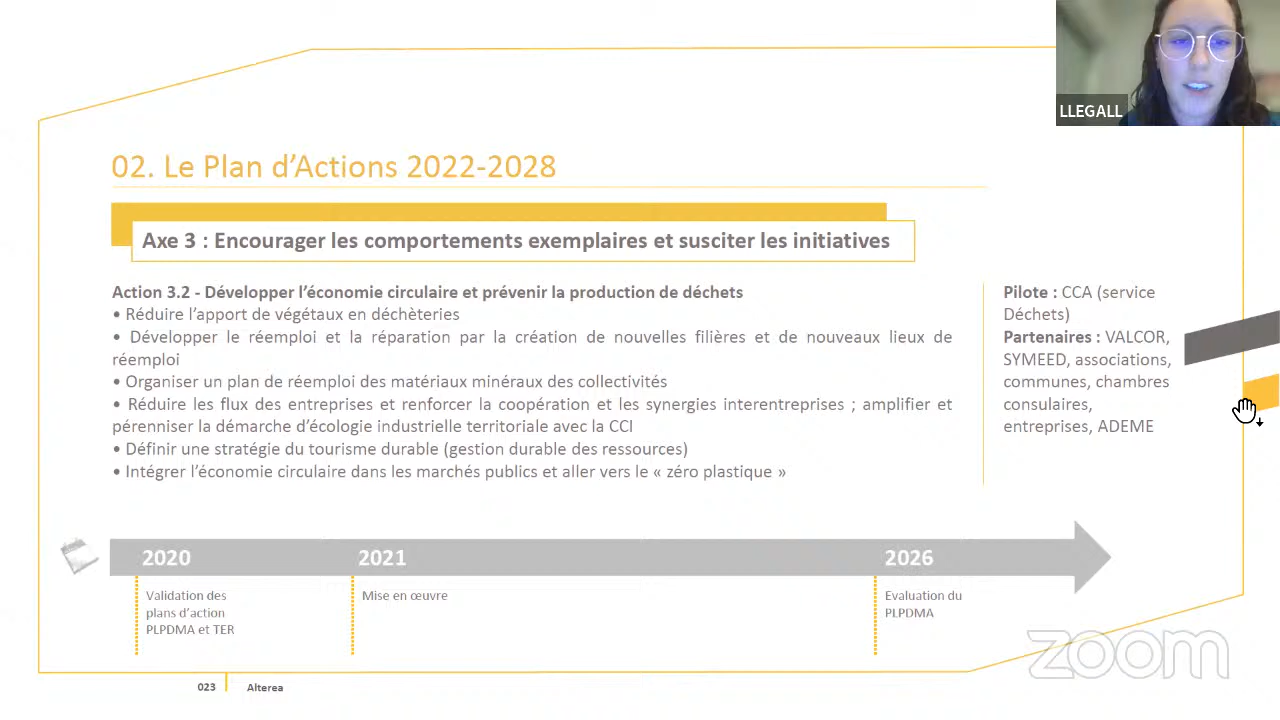 LLEGALL
02. Le Plan d’Actions 2022-2028
Axe 3 : Encourager les comportements exemplaires et susciter les initiatives
Action 3.2 - Développer l’économie circulaire et prévenir la production de déchets
• Réduire l’apport de végétaux en déchèteries
• Développer le réemploi et la réparation par la création de nouvelles filières et de nouveaux lieux de
réemploi
• Organiser un plan de réemploi des matériaux minéraux des collectivités
• Réduire les flux des entreprises et renforcer la coopération et les synergies interentreprises ; amplifier et
pérenniser la démarche d’écologie industrielle territoriale avec la CCI
• Définir une stratégie du tourisme durable (gestion durable des ressources)
• Intégrer l’économie circulaire dans les marchés publics et aller vers le « zéro plastique »
Pilote : CCA (service
Déchets)
Partenaires : VALCOR,
SYMEED, associations,
communes, chambres
consulaires,
entreprises, ADEME
2020
2021
2026
Validation des
plans d’action
PLPDMA et TER
Mise en œuvre
Evaluation du
PLPDMA
zoom
023
Alterea